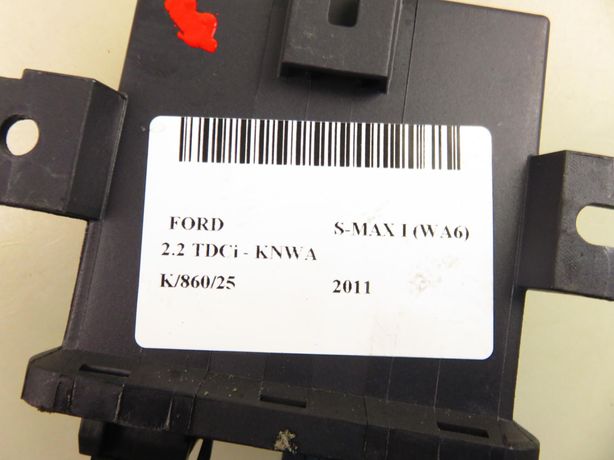 FORD S-MAX I (WA6)
2.2 TDCi - KNWA
K/860/25 2011